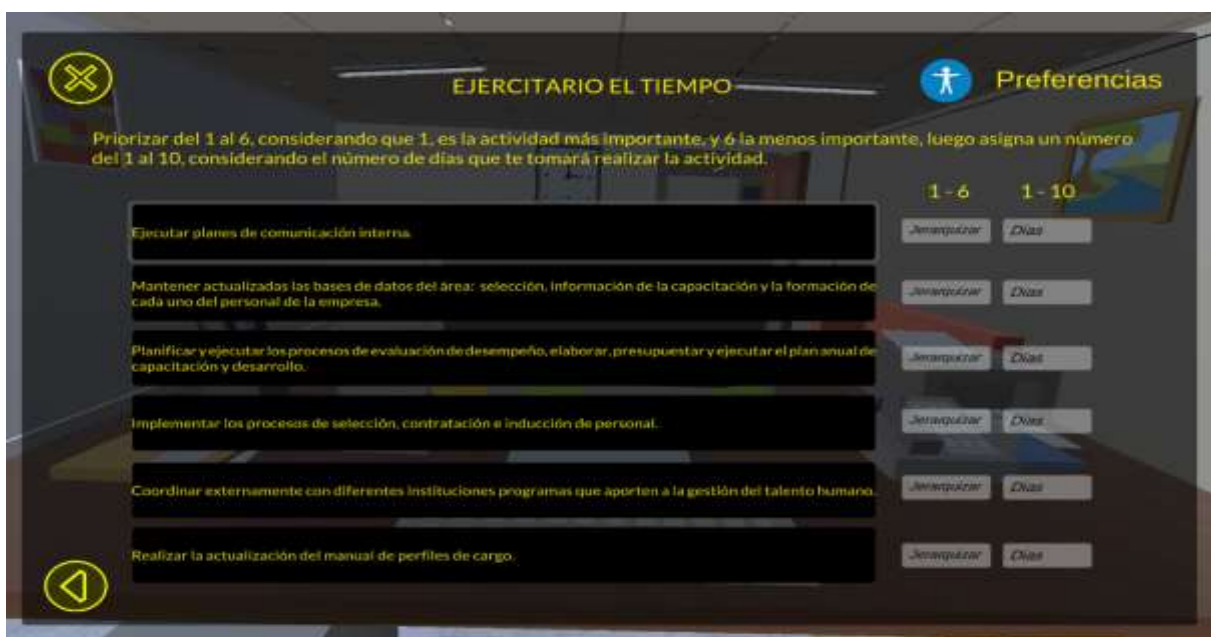 EJERCITARIO EL TIEMPO
Preferencias
Priorizar del 1 al 6, considerando que 1, es la actividad más importante, y 6 la menos importante, luego asigna un número
del 1 al 10, considerando el número de días que te tomará realizar la actividad.
1 - 6 1 - 10
Ejecutar planes de comunicación interna.
Jerarquizar Días
Mantener actualizadas las bases de datos del área: selección, información de la capacitación y la formación de
cada uno del personal de la empresa.
Jerarquizar Días
Planificar y ejecutar los procesos de evaluación de desempeño, elaborar, presupuestar y ejecutar el plan anual de
capacitación y desarrollo.
Jerarquizar Días
Implementar los procesos de selección, contratación e inducción de personal.
Jerarquizar Días
Coordinar externamente con diferentes instituciones programas que aporten a la gestión del talento humano.
Jerarquizar Días
Realizar la actualización del manual de perfiles de cargo.
Jerarquizar Días